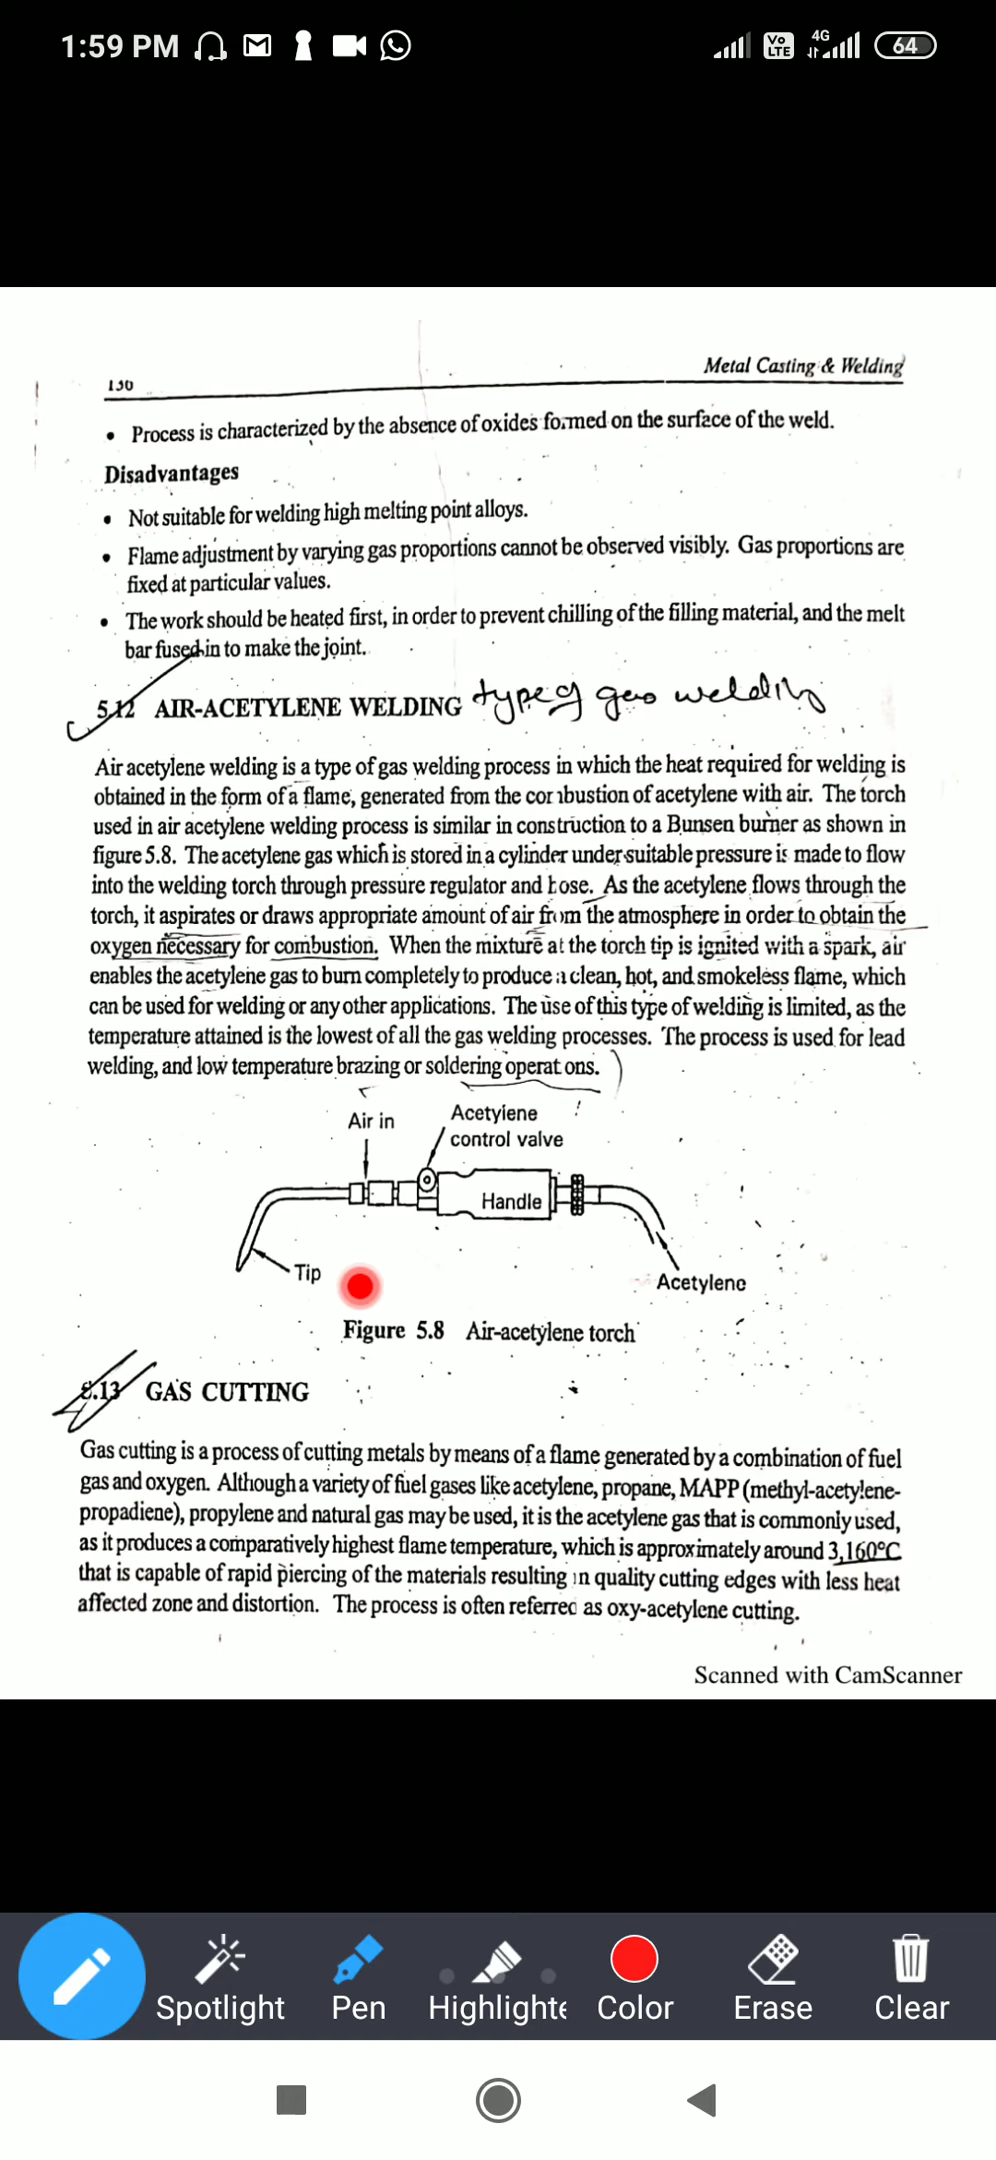 1:59 PM
Vo LTE
4G
64
130
Metal Casting & Welding
• Process is characterized by the absence of oxides formed on the surface of the weld.
Disadvantages
• Not suitable for welding high melting point alloys.
• Flame adjustment by varying gas proportions cannot be observed visibly. Gas proportions are
fixed at particular values.
• The work should be heated first, in order to prevent chilling of the filling material, and the melt
bar fused in to make the joint.
5.12 AIR-ACETYLENE WELDING type of gas welding
Air acetylene welding is a type of gas welding process in which the heat required for welding is
obtained in the form of a flame, generated from the combustion of acetylene with air. The torch
used in air acetylene welding process is similar in construction to a Bunsen burner as shown in
figure 5.8. The acetylene gas which is stored in a cylinder under suitable pressure is made to flow
into the welding torch through pressure regulator and hose. As the acetylene flows through the
torch, it aspirates or draws appropriate amount of air from the atmosphere in order to obtain the
oxygen necessary for combustion. When the mixture at the torch tip is ignited with a spark, air
enables the acetylene gas to burn completely to produce a clean, hot, and smokeless flame, which
can be used for welding or any other applications. The use of this type of welding is limited, as the
temperature attained is the lowest of all the gas welding processes. The process is used for lead
welding, and low temperature brazing or soldering operations.
Air in
Acetylene
control valve
Handle
Tip
Acetylene
Figure 5.8 Air-acetylene torch
5.13 GAS CUTTING
Gas cutting is a process of cutting metals by means of a flame generated by a combination of fuel
gas and oxygen. Although a variety of fuel gases like acetylene, propane, MAPP (methyl-acetylene-
propadiene), propylene and natural gas may be used, it is the acetylene gas that is commonly used,
as it produces a comparatively highest flame temperature, which is approximately around 3,160°C
that is capable of rapid piercing of the materials resulting in quality cutting edges with less heat
affected zone and distortion. The process is often referred as oxy-acetylene cutting.
Scanned with CamScanner
Spotlight
Pen
Highlighte
Color
Erase
Clear